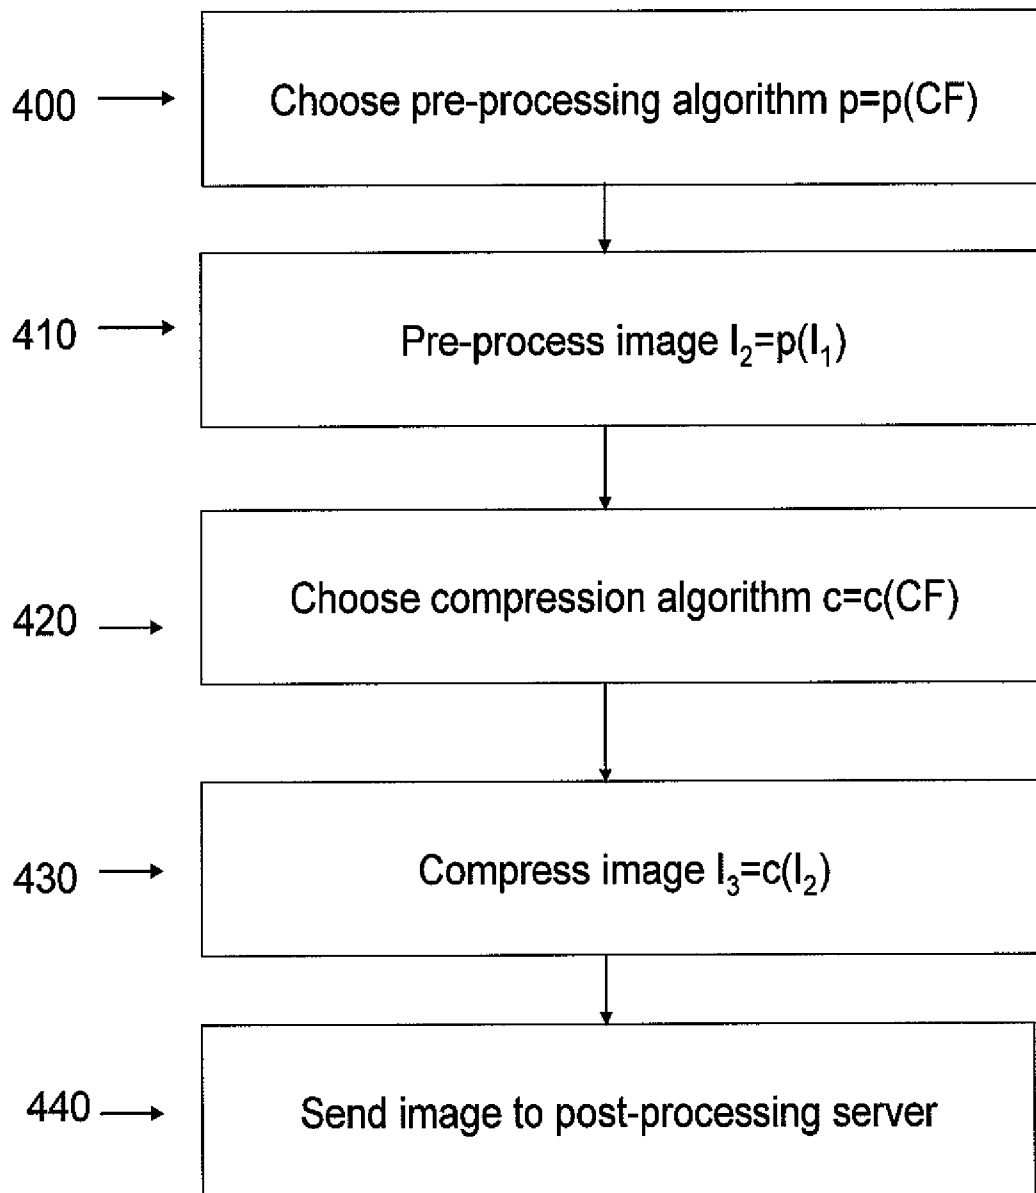 400 Choose pre-processing algorithm p=p(CF)
410 Pre-process image I₂=p(I₁)
420 Choose compression algorithm c=c(CF)
430 Compress image I₃=c(I₂)
440 Send image to post-processing server